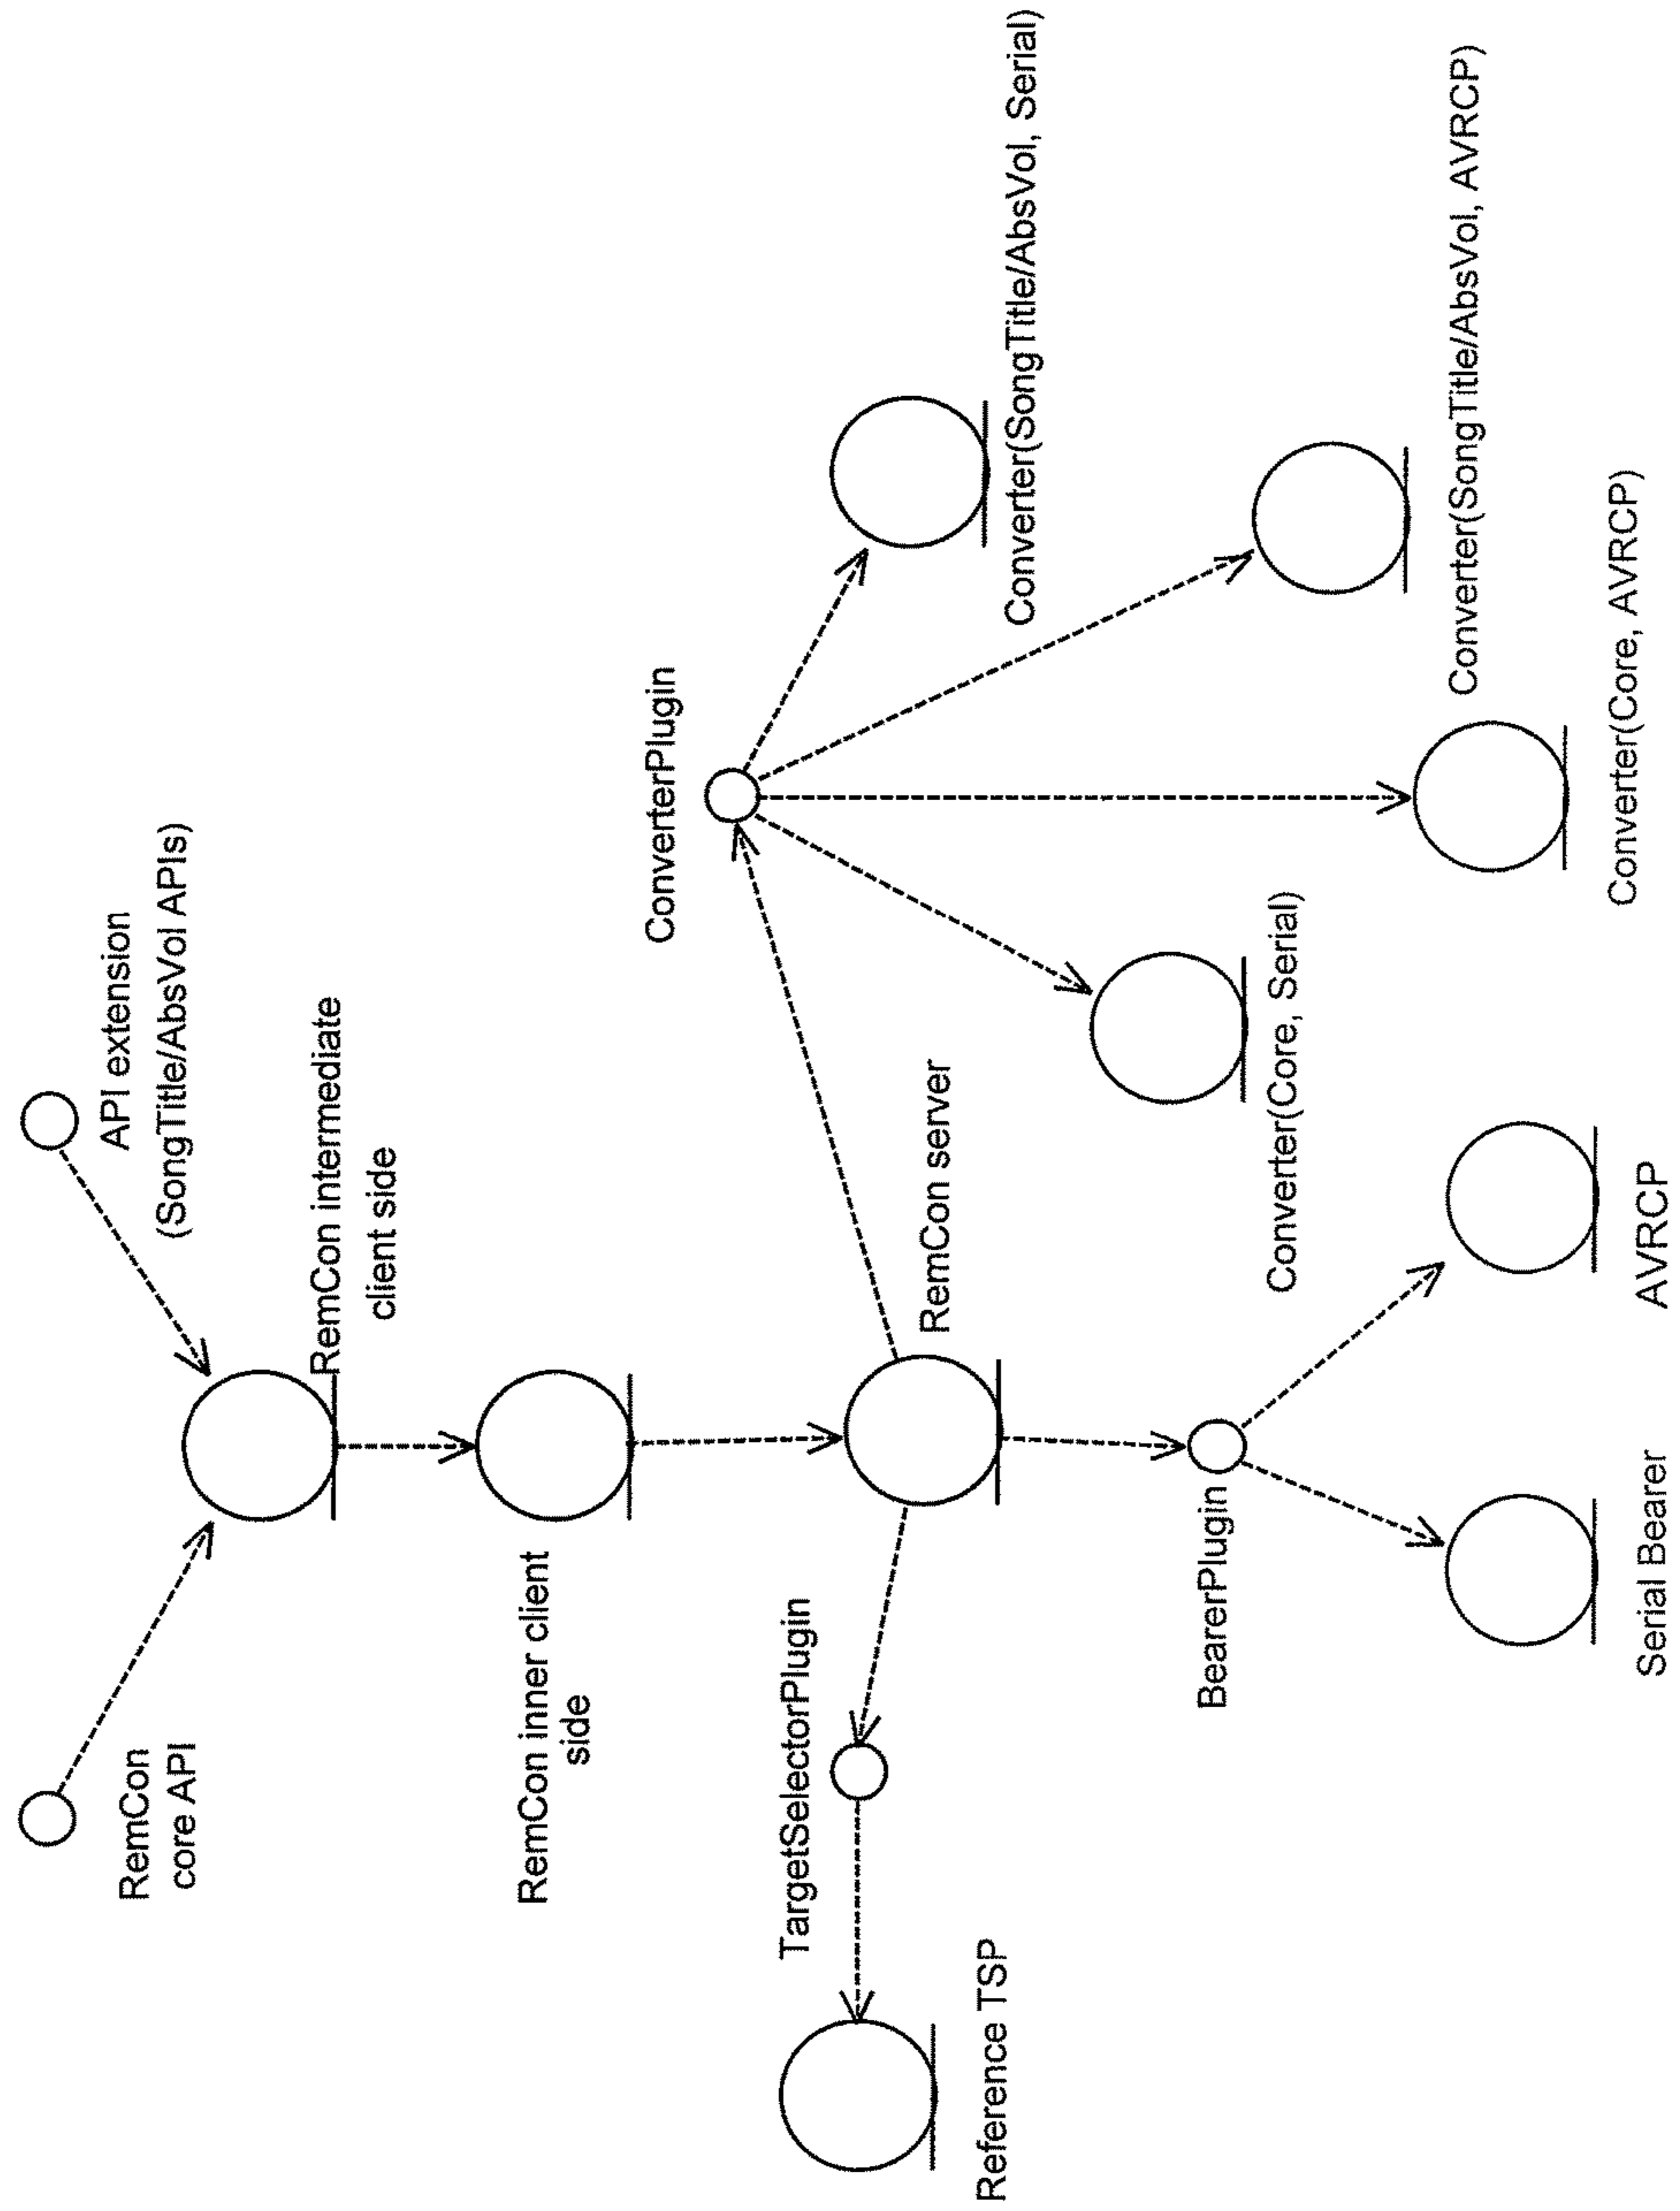 RemCon
core API
API extension
(SongTitle/AbsVol APIs)
RemCon intermediate
client side
RemCon inner client
side
ConverterPlugin
TargetSelectorPlugin
RemCon server
Reference TSP
Converter(SongTitle/AbsVol, Serial)
BearerPlugin
Converter(Core, Serial)
Converter(SongTitle/AbsVol, AVRCP)
Converter(Core, AVRCP)
Serial Bearer
AVRCP